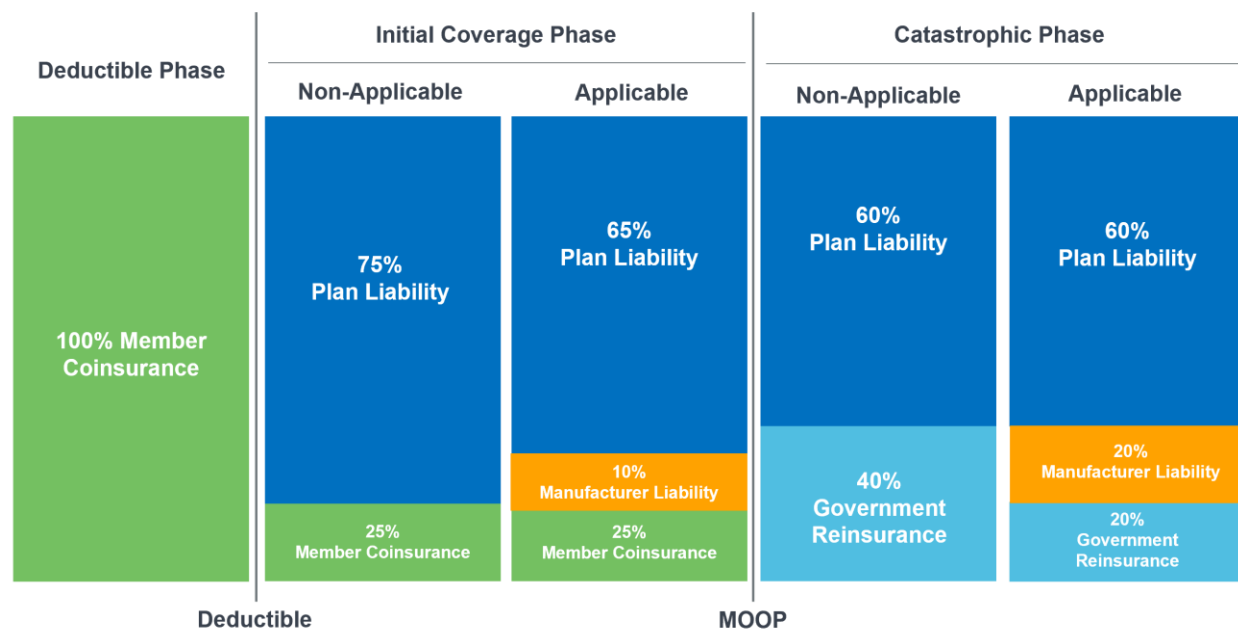 Deductible Phase
Initial Coverage Phase
Catastrophic Phase
Non-Applicable
Applicable
Non-Applicable
Applicable
100% Member
Coinsurance
75%
Plan Liability
25%
Member Coinsurance
65%
Plan Liability
10%
Manufacturer Liability
25%
Member Coinsurance
60%
Plan Liability
40%
Government
Reinsurance
60%
Plan Liability
20%
Manufacturer Liability
20%
Government
Reinsurance
Deductible
MOOP